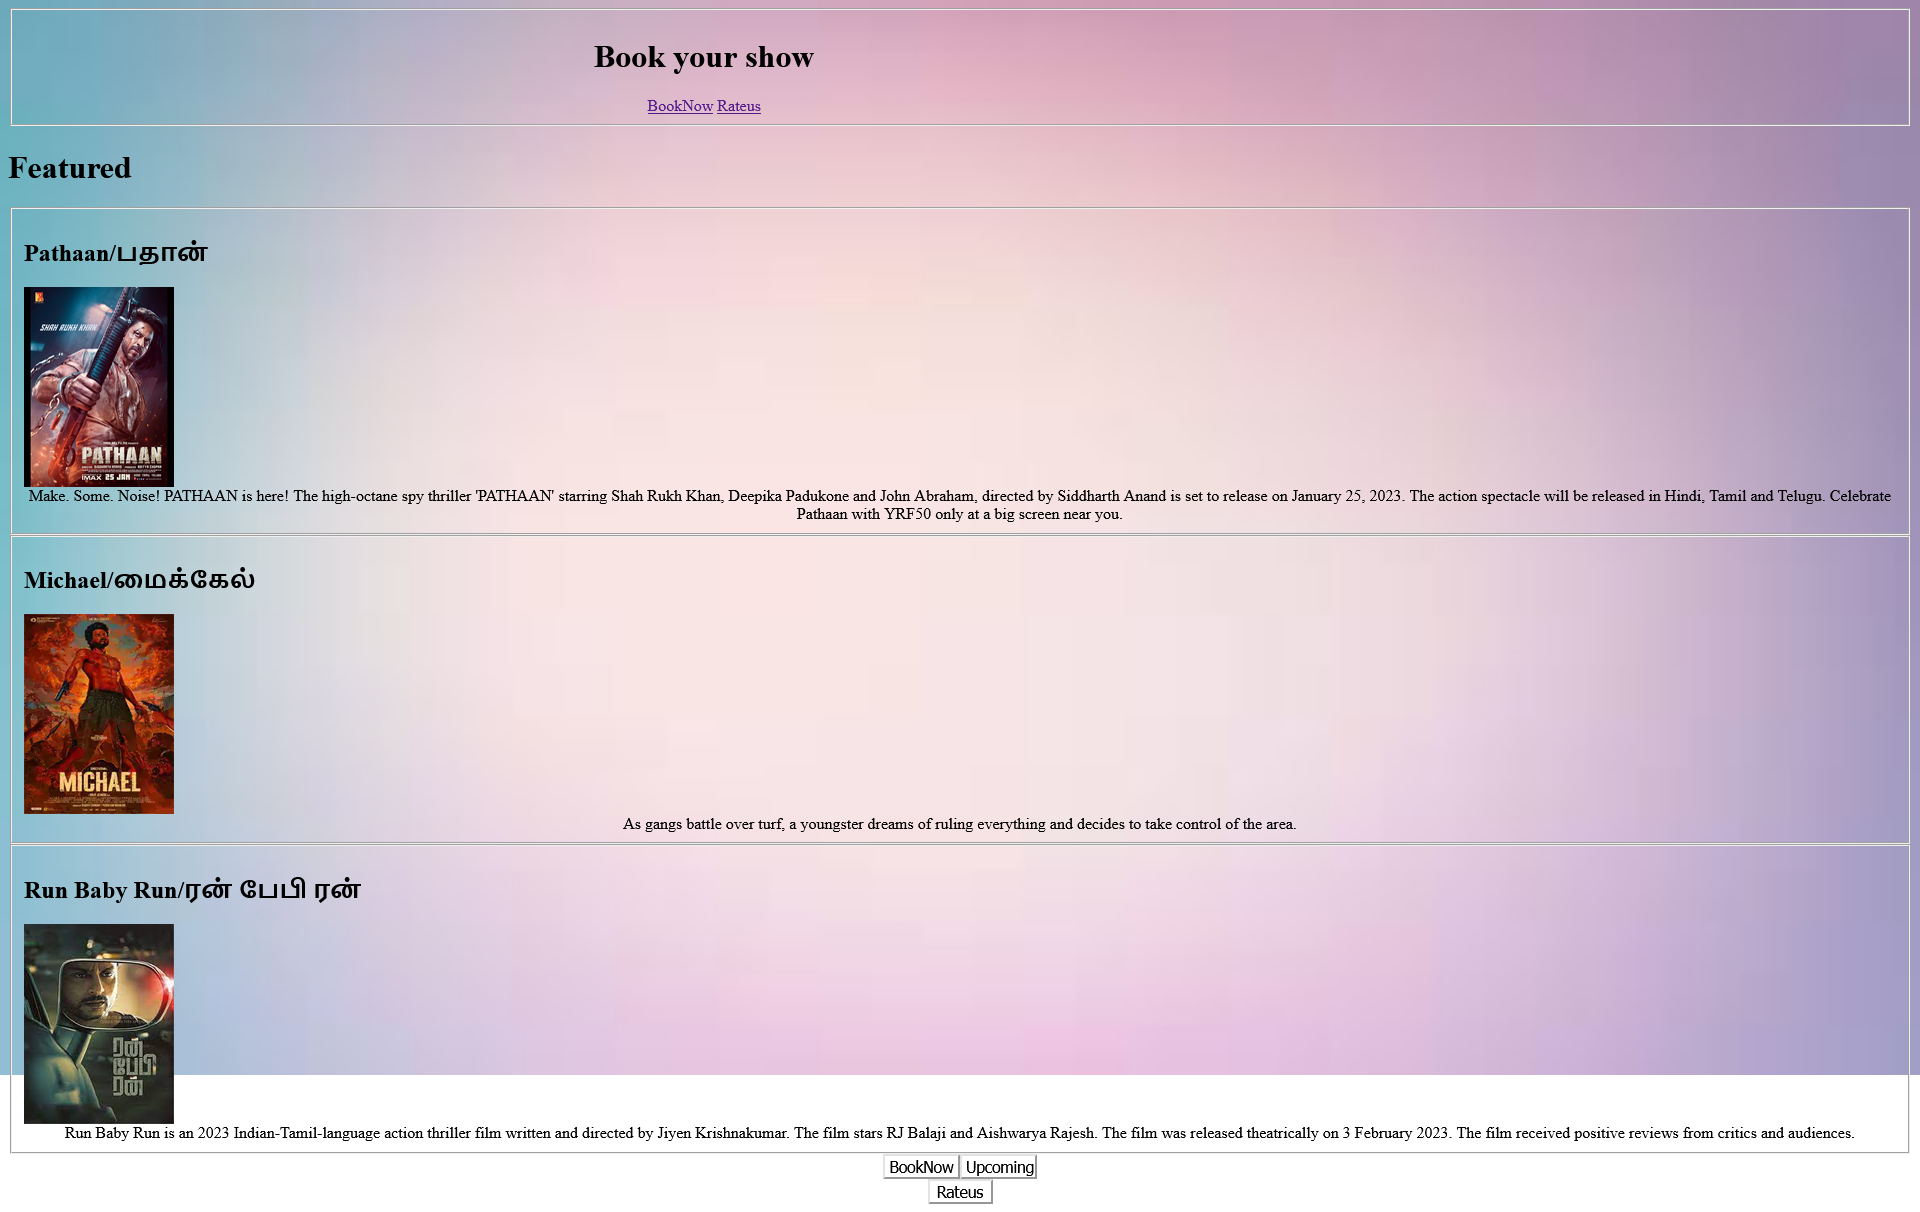 Book your show
BookNow Rateus
Featured
Pathaan/பதான்
SHAH RUKH KHAN
PATHAAN
IMAX 25 JAN
Make. Some. Noise! PATHAAN is here! The high-octane spy thriller 'PATHAAN' starring Shah Rukh Khan, Deepika Padukone and John Abraham, directed by Siddharth Anand is set to release on January 25, 2023. The action spectacle will be released in Hindi, Tamil and Telugu. Celebrate
Pathaan with YRF50 only at a big screen near you.
Michael/மைக்கேல்
MICHAEL
As gangs battle over turf, a youngster dreams of ruling everything and decides to take control of the area.
Run Baby Run/ரன் பேபி ரன்
ரன்
பேபி
ரன்
Run Baby Run is an 2023 Indian-Tamil-language action thriller film written and directed by Jiyen Krishnakumar. The film stars RJ Balaji and Aishwarya Rajesh. The film was released theatrically on 3 February 2023. The film received positive reviews from critics and audiences.
BookNow Upcoming
Rateus